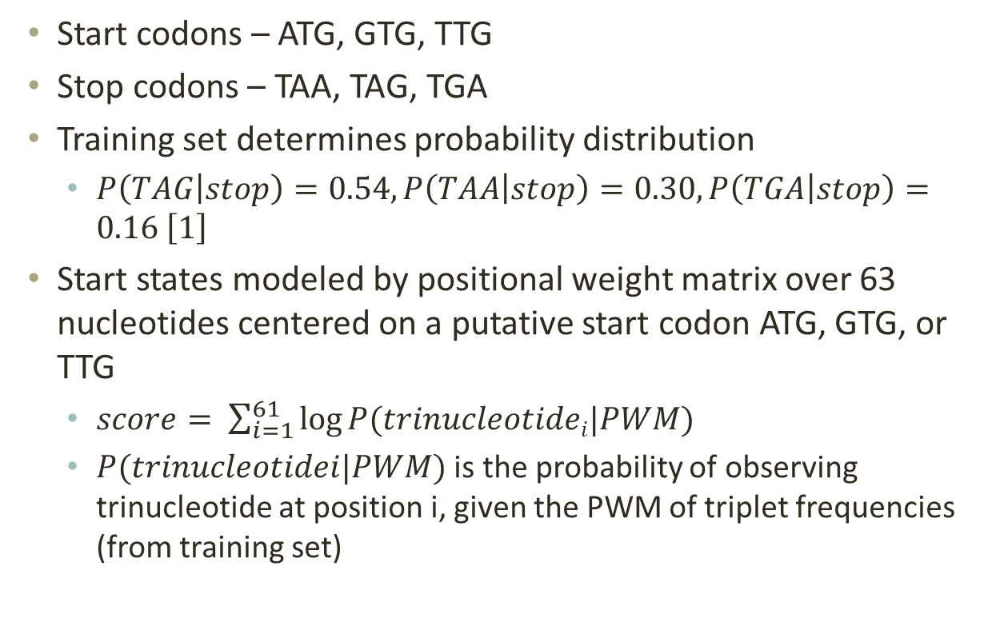 • Start codons – ATG, GTG, TTG
• Stop codons – TAA, TAG, TGA
• Training set determines probability distribution
• P(TAG|stop) = 0.54, P(TAA|stop) = 0.30, P(TGA|stop) =
0.16 [1]
• Start states modeled by positional weight matrix over 63
nucleotides centered on a putative start codon ATG, GTG, or
TTG
• score = ∑_{i=1}^{61} log P(trinucleotide_i|PWM)
• P(trinucleotidei|PWM) is the probability of observing
trinucleotide at position i, given the PWM of triplet frequencies
(from training set)